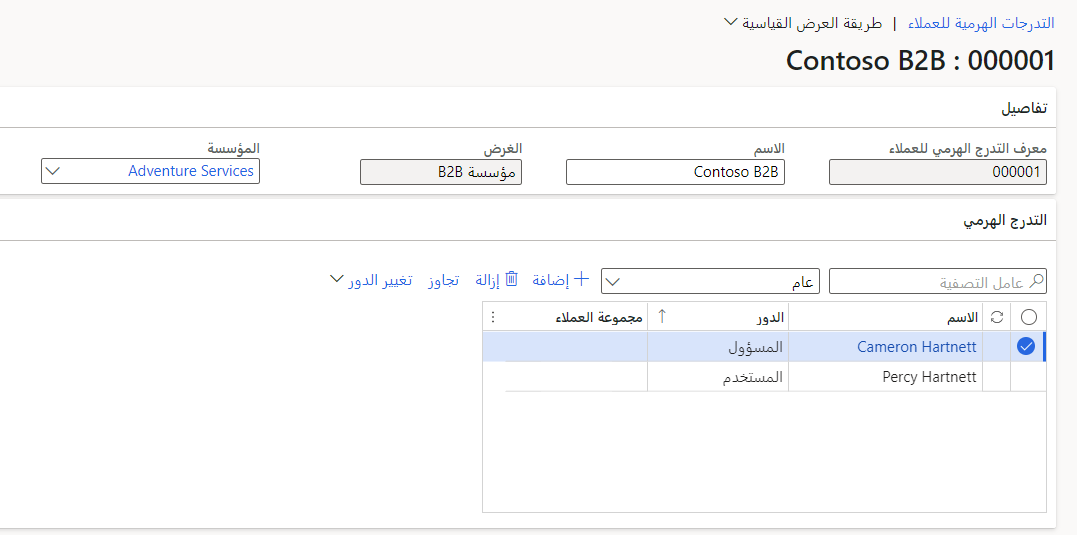 التدرجات الهرمية للعملاء | طريقة العرض القياسية
Contoso B2B : 000001
تفاصيل
معرف التدرج الهرمي للعملاء الاسم الغرض المؤسسة
000001 Contoso B2B مؤسسة B2B Adventure Services
التدرج الهرمي
عامل التصفية عام إضافة إزالة تجاوز تغيير الدور
الاسم الدور مجموعة العملاء
Cameron Hartnett المسؤول
Percy Hartnett المستخدم